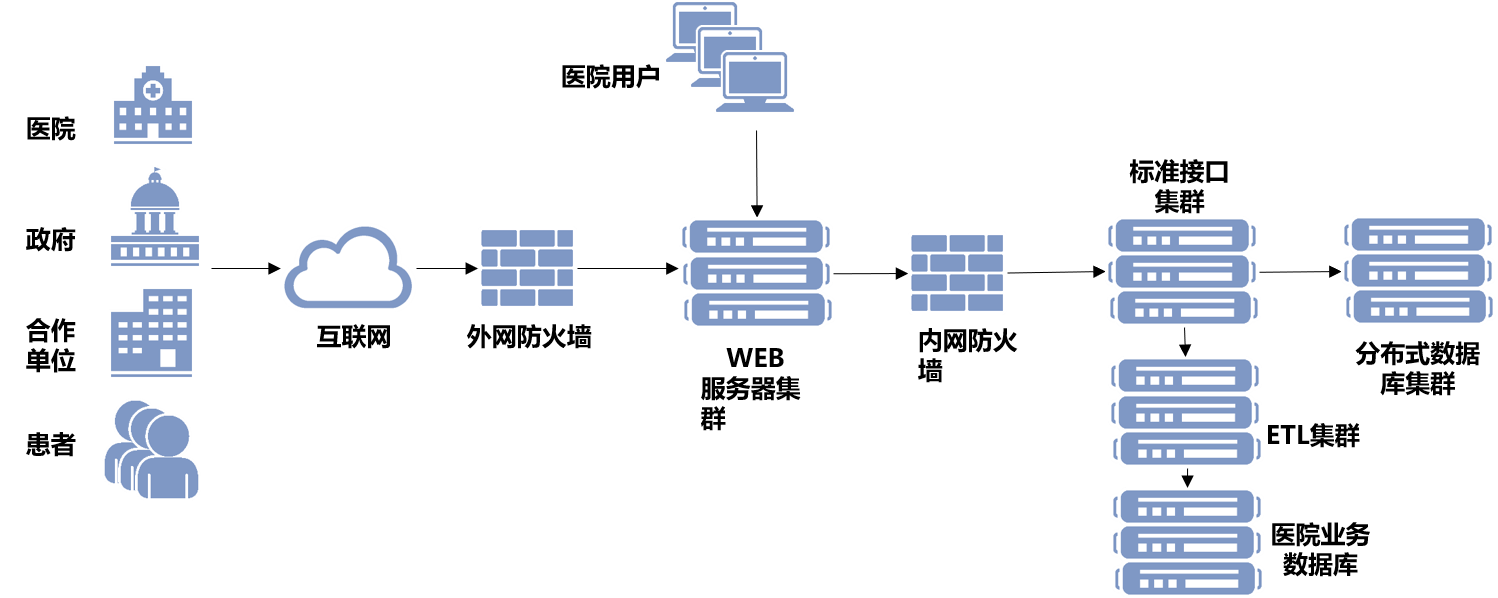 医院用户
医院
政府
合作
单位
患者
互联网
外网防火墙
WEB
服务器集
群
内网防火
墙
标准接口
集群
分布式数据
库集群
ETL集群
医院业务
数据库